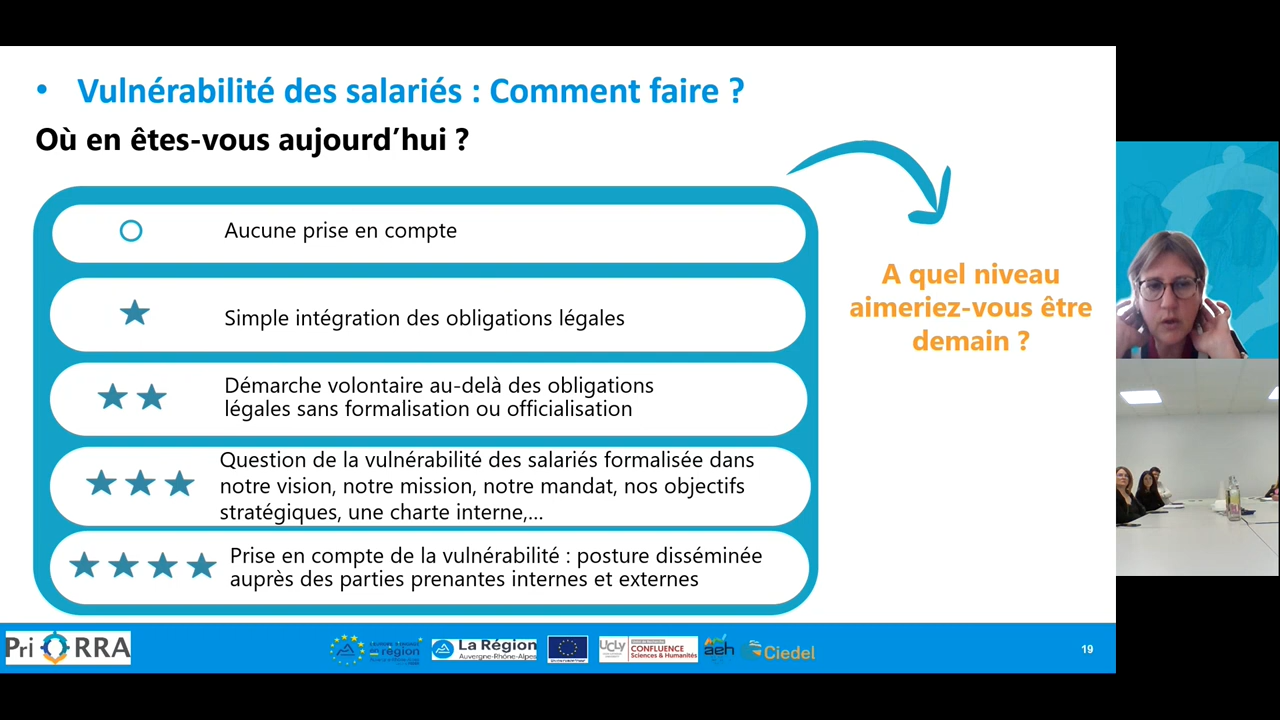 • Vulnérabilité des salariés : Comment faire ?
Où en êtes-vous aujourd’hui ?
Aucune prise en compte
Simple intégration des obligations légales
Démarche volontaire au-delà des obligations
légales sans formalisation ou officialisation
Question de la vulnérabilité des salariés formalisée dans
notre vision, notre mission, notre mandat, nos objectifs
stratégiques, une charte interne,...
Prise en compte de la vulnérabilité : posture disséminée
auprès des parties prenantes internes et externes
A quel niveau
aimeriez-vous être
demain ?
Pri RRA
La Région
Auvergne-Rhône-Alpes
UCLy
CONFLUENCE
Sciences & Humanités
aeh
Ciedel
19